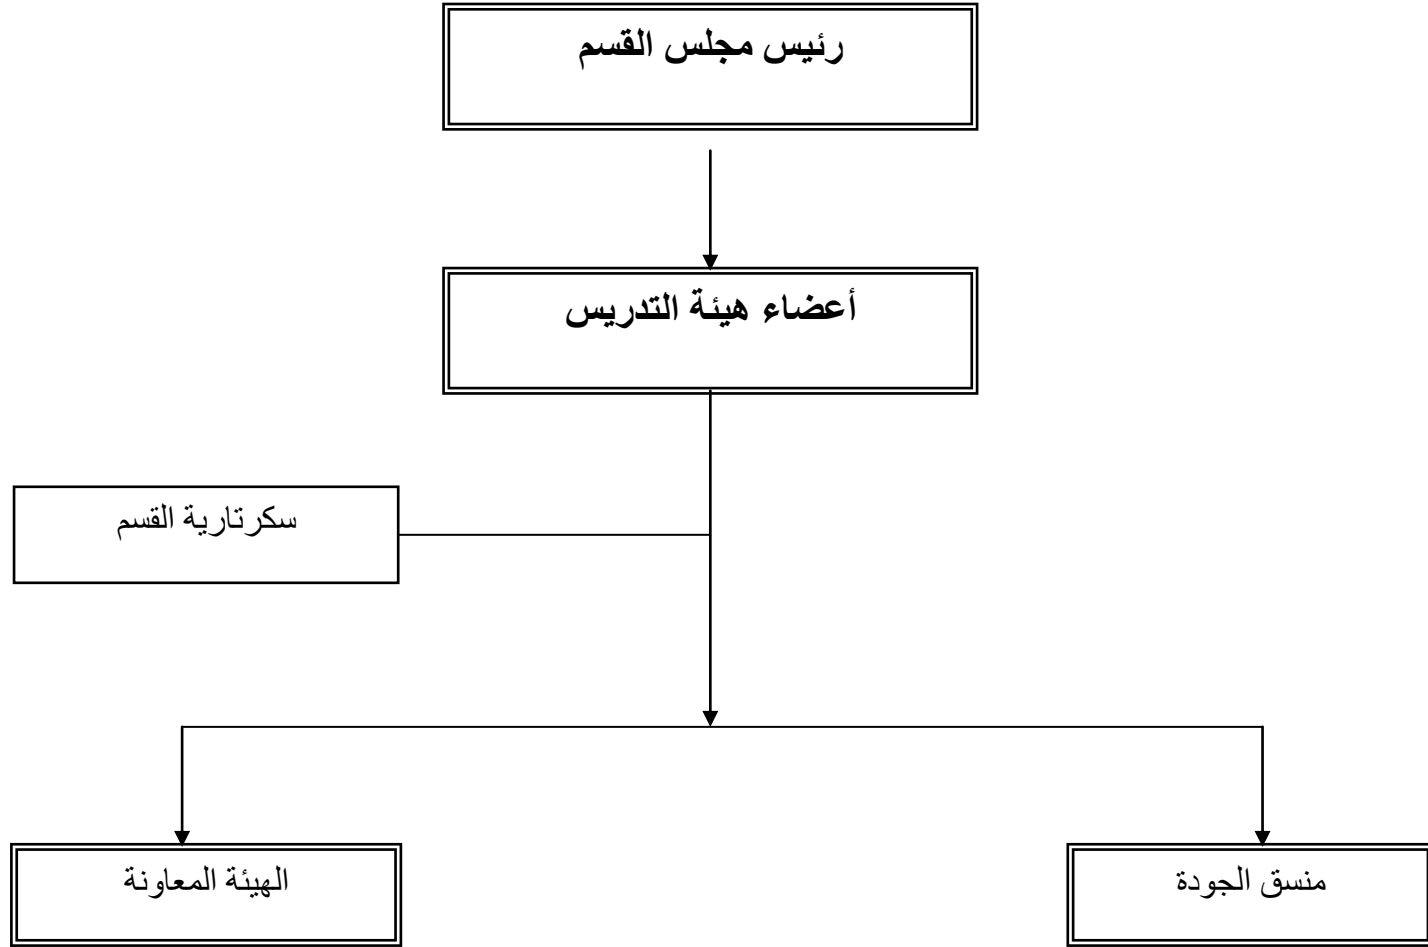 رئيس مجلس القسم
أعضاء هيئة التدريس
سكرتارية القسم
منسق الجودة
الهيئة المعاونة